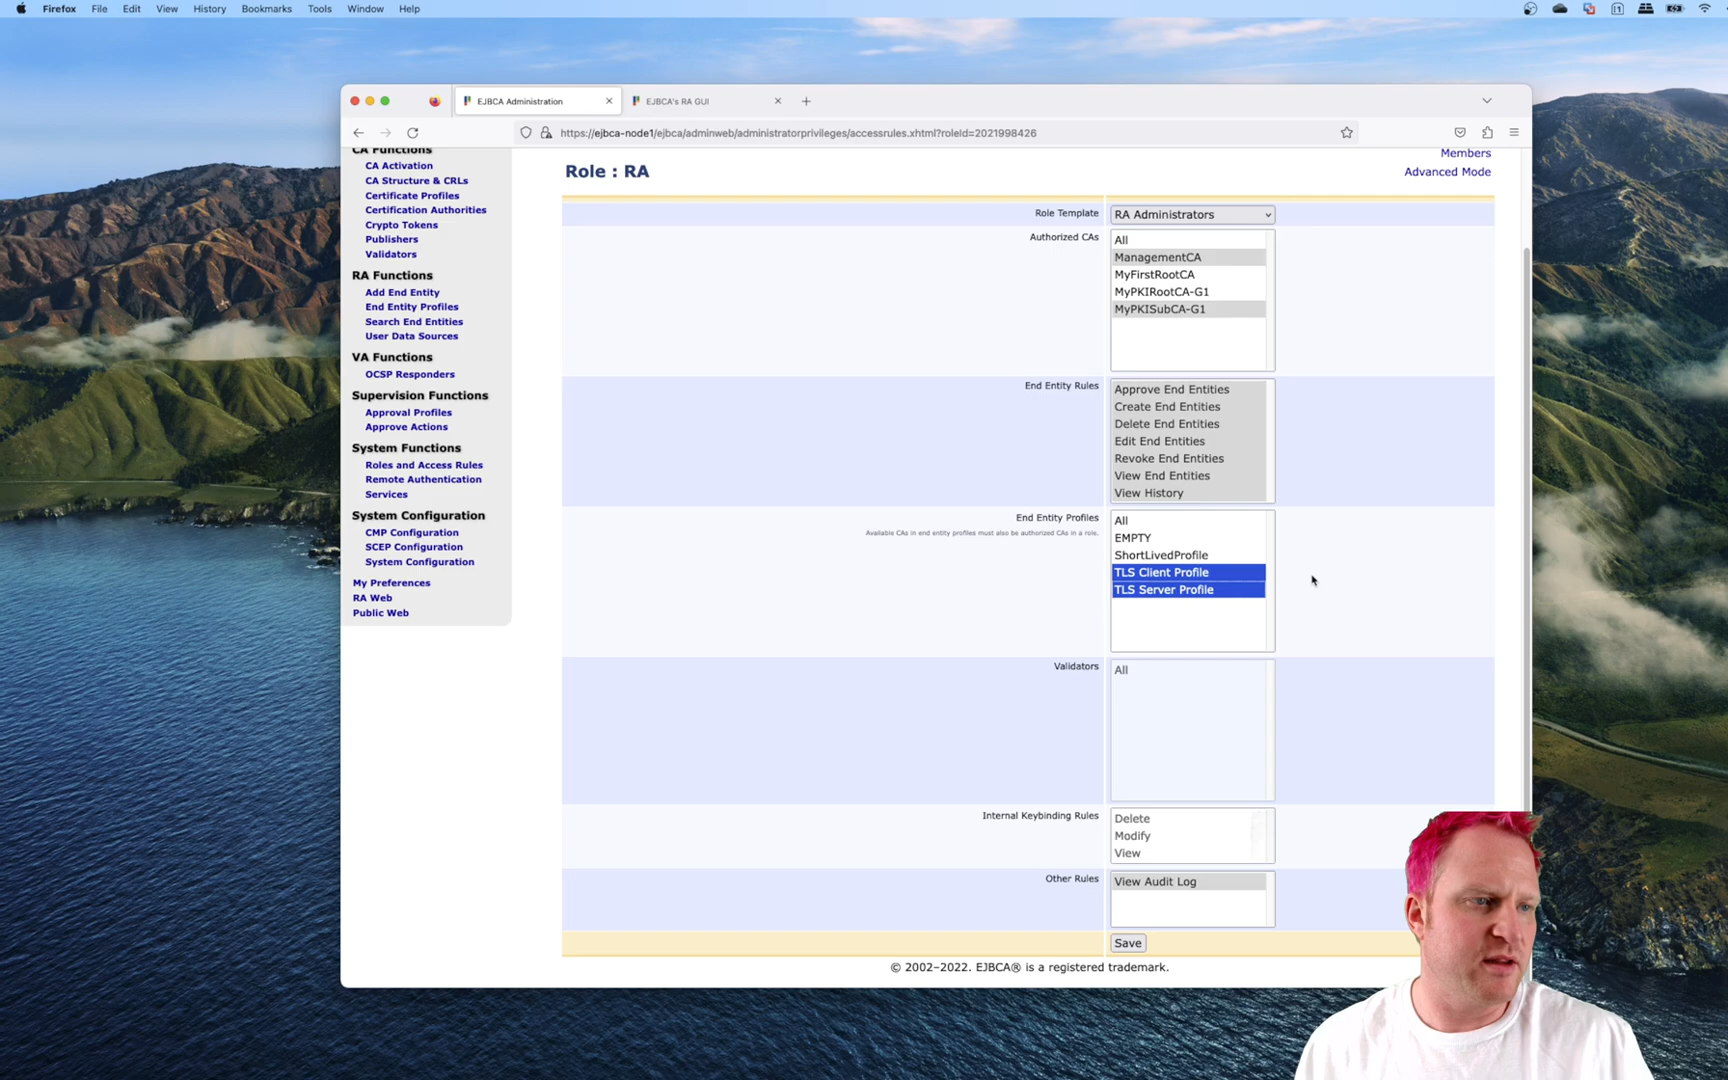 Firefox File Edit View History Bookmarks Tools Window Help
EJBCA Administration
EJBCA's RA GUI
https://ejbca-node1/ejbca/adminweb/administratorprivileges/accessrules.xhtml?roleId=2021998426
CA Functions
CA Activation
CA Structure & CRLs
Certificate Profiles
Certification Authorities
Crypto Tokens
Publishers
Validators
RA Functions
Add End Entity
End Entity Profiles
Search End Entities
User Data Sources
VA Functions
OCSP Responders
Supervision Functions
Approval Profiles
Approve Actions
System Functions
Roles and Access Rules
Remote Authentication
Services
System Configuration
CMP Configuration
SCEP Configuration
System Configuration
My Preferences
RA Web
Public Web
Members
Role : RA
Advanced Mode
Role Template
RA Administrators
Authorized CAs
All
ManagementCA
MyFirstRootCA
MyPKIRootCA-G1
MyPKISubCA-G1
End Entity Rules
Approve End Entities
Create End Entities
Delete End Entities
Edit End Entities
Revoke End Entities
View End Entities
View History
End Entity Profiles
Available CAs in end entity profiles must also be authorized CAs in a role.
All
EMPTY
ShortLivedProfile
TLS Client Profile
TLS Server Profile
Validators
All
Internal Keybinding Rules
Delete
Modify
View
Other Rules
View Audit Log
Save
© 2002–2022. EJBCA® is a registered trademark.